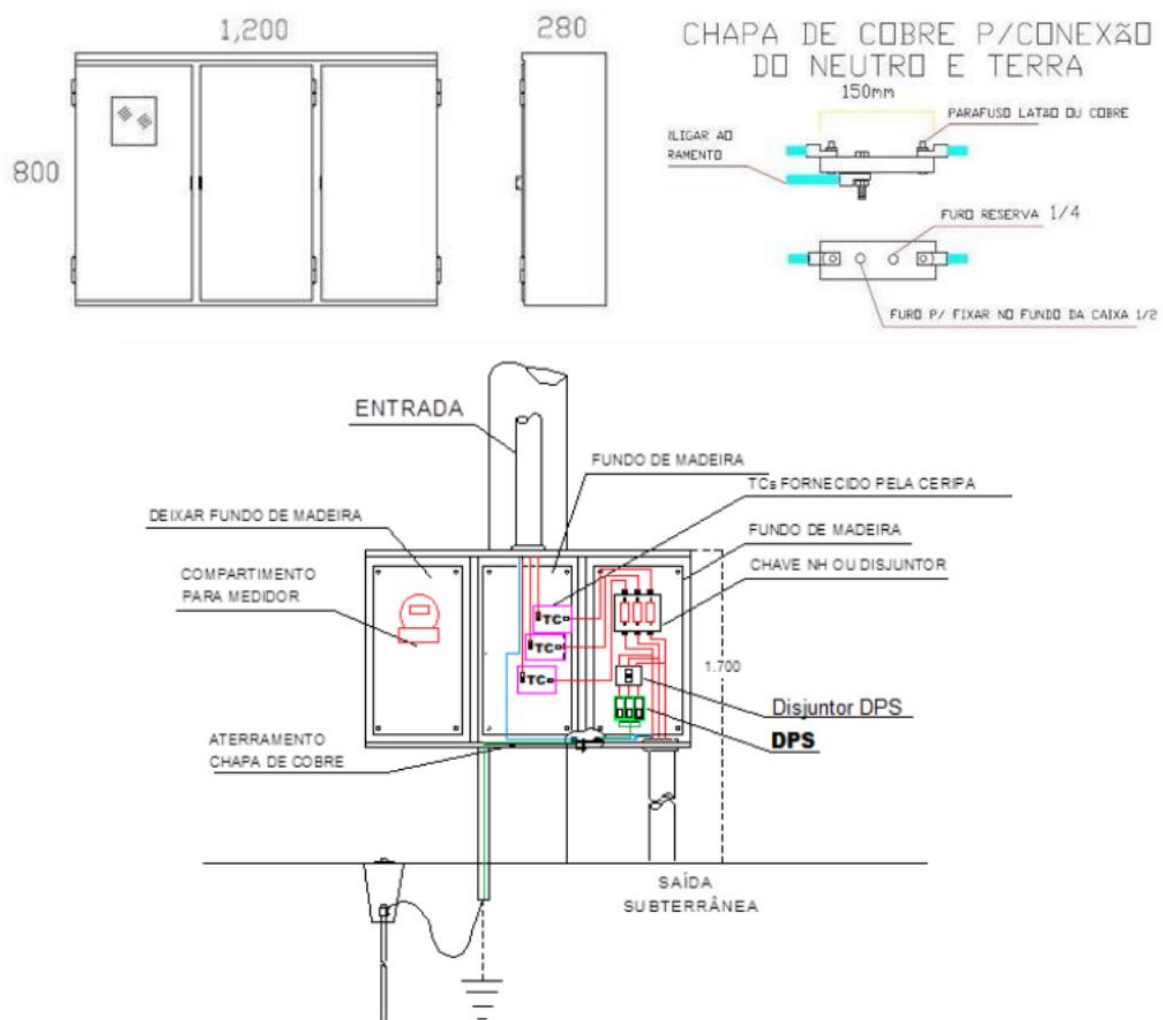 1,200
280
800
CHAPA DE COBRE P/CONEXÃO
DO NEUTRO E TERRA
150mm
PARAFUSO LATÃO OU COBRE
LIGAR AO
RAMENTO
FURO RESERVA 1/4
FURO P/ FIXAR NO FUNDO DA CAIXA 1/2
ENTRADA
FUNDO DE MADEIRA
TCs FORNECIDO PELA CERIPA
DEIXAR FUNDO DE MADEIRA
FUNDO DE MADEIRA
COMPARTIMENTO
PARA MEDIDOR
CHAVE NH OU DISJUNTOR
TC
TC
TC
1.700
Disjuntor DPS
DPS
ATERRAMENTO
CHAPA DE COBRE
SAÍDA
SUBTERRÂNEA